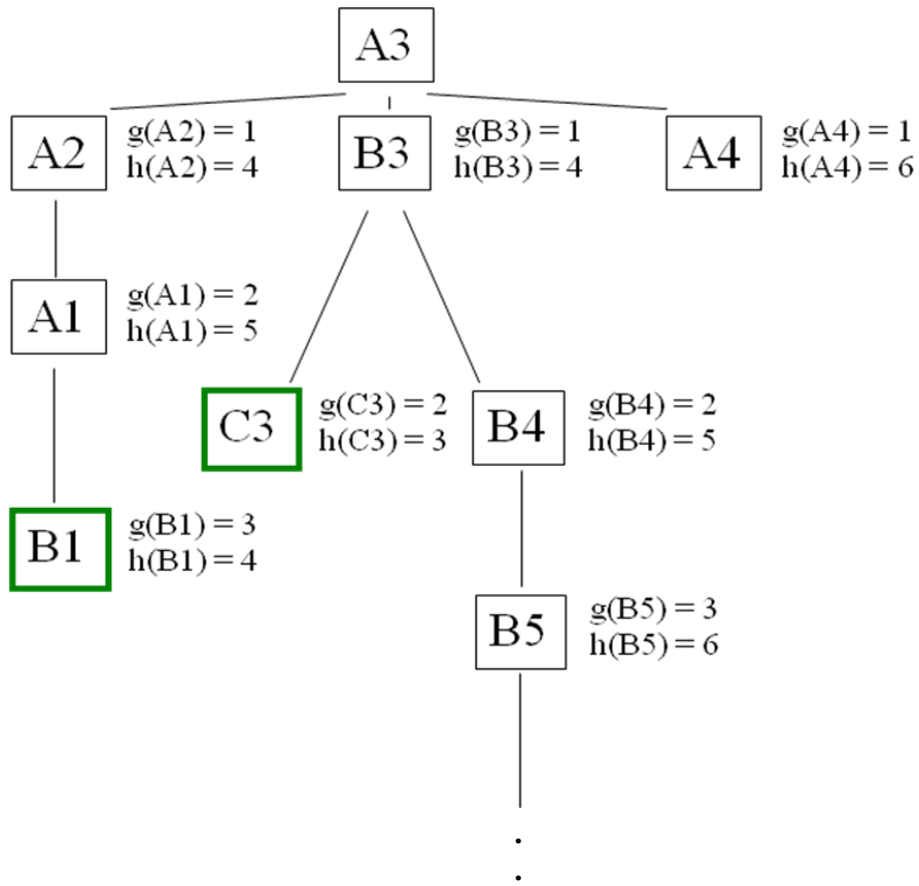 A3
A2
g(A2) = 1
h(A2) = 4
B3
g(B3) = 1
h(B3) = 4
A4
g(A4) = 1
h(A4) = 6
A1
g(A1) = 2
h(A1) = 5
C3
g(C3) = 2
h(C3) = 3
B4
g(B4) = 2
h(B4) = 5
B1
g(B1) = 3
h(B1) = 4
B5
g(B5) = 3
h(B5) = 6
.
.